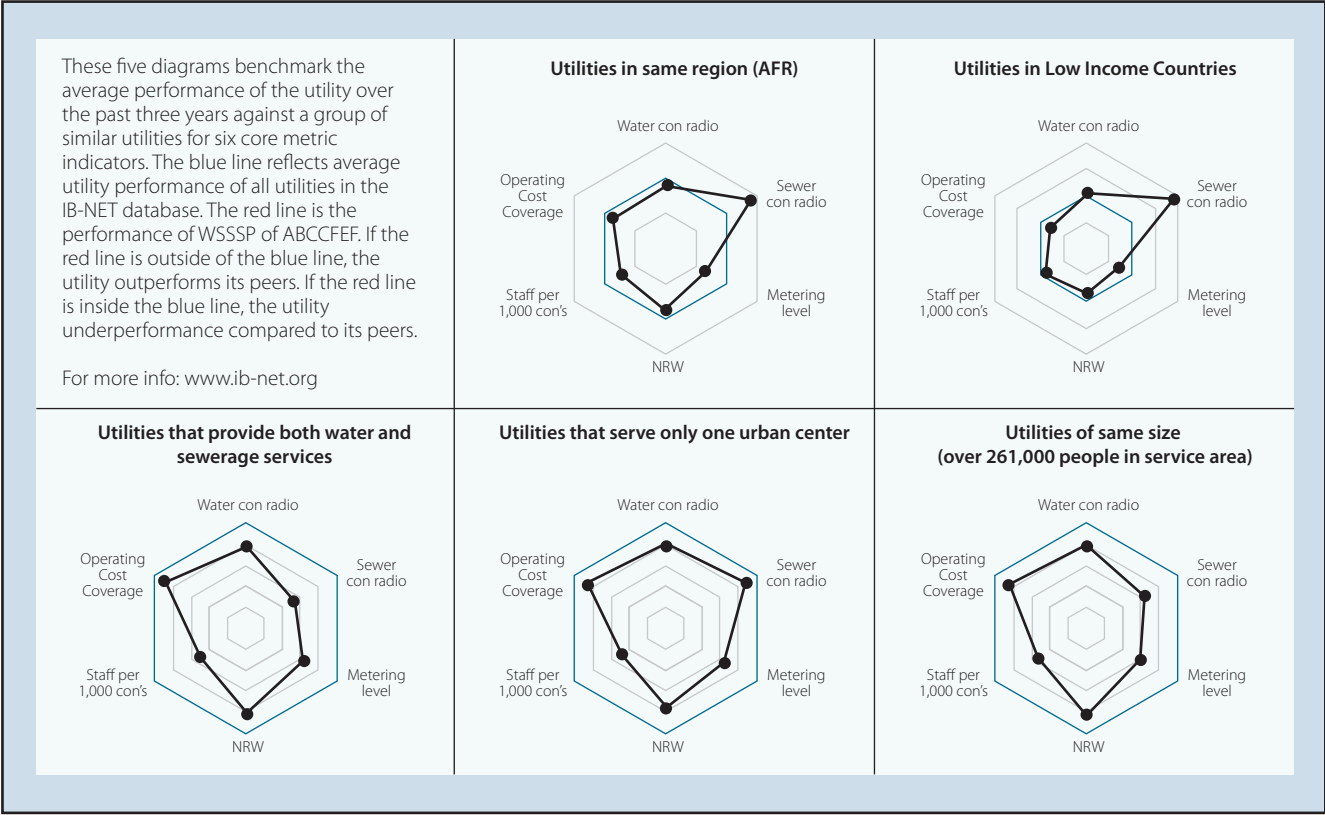 These five diagrams benchmark the
average performance of the utility over
the past three years against a group of
similar utilities for six core metric
indicators. The blue line reflects average
utility performance of all utilities in the
IB-NET database. The red line is the
performance of WSSSP of ABCCFEF. If the
red line is outside of the blue line, the
utility outperforms its peers. If the red line
is inside the blue line, the utility
underperformance compared to its peers.
For more info: www.ib-net.org
Utilities in same region (AFR)
Water con radio
Operating
Cost
Coverage
Sewer
con radio
Staff per
1,000 con's
Metering
level
NRW
Utilities in Low Income Countries
Water con radio
Operating
Cost
Coverage
Sewer
con radio
Staff per
1,000 con's
Metering
level
NRW
Utilities that provide both water and
sewerage services
Water con radio
Operating
Cost
Coverage
Sewer
con radio
Staff per
1,000 con's
Metering
level
NRW
Utilities that serve only one urban center
Water con radio
Operating
Cost
Coverage
Sewer
con radio
Staff per
1,000 con's
Metering
level
NRW
Utilities of same size
(over 261,000 people in service area)
Water con radio
Operating
Cost
Coverage
Sewer
con radio
Staff per
1,000 con's
Metering
level
NRW